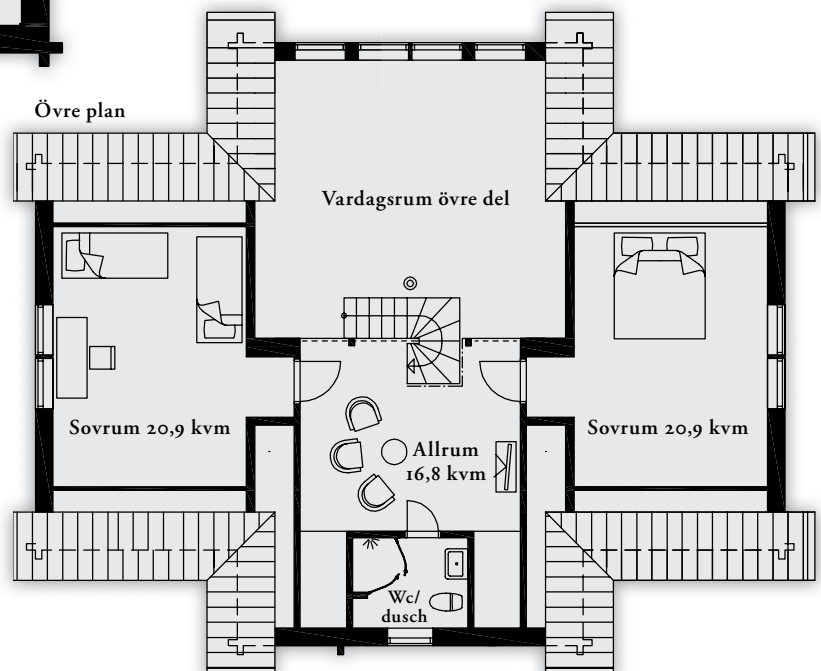 Övre plan
Vardagsrum övre del
Sovrum 20,9 kvm
Allrum
16,8 kvm
Sovrum 20,9 kvm
Wc/
dusch